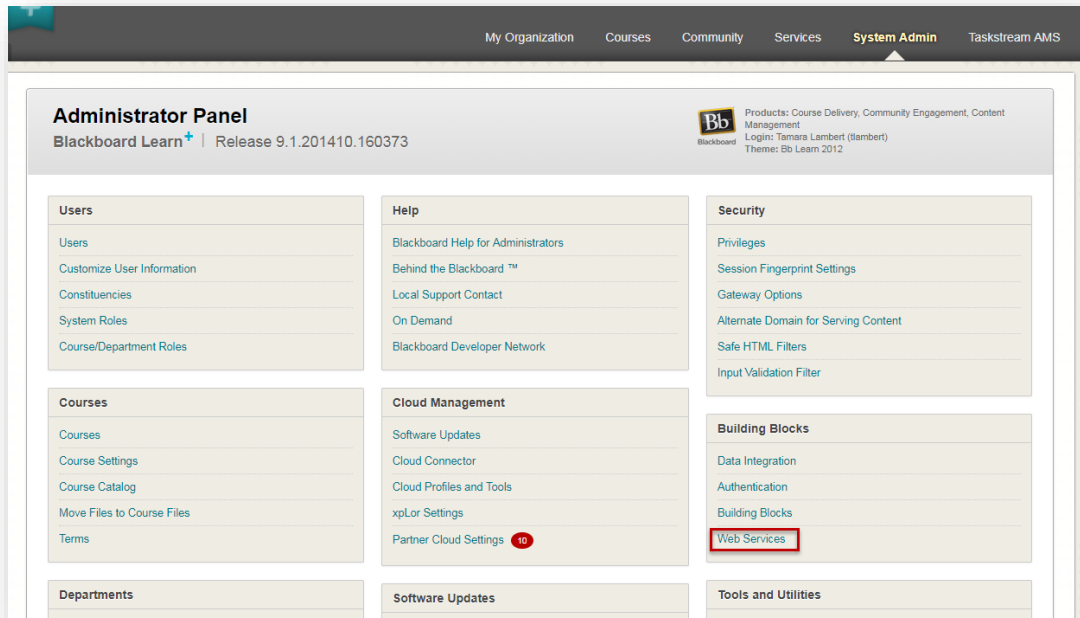 My Organization Courses Community Services System Admin Taskstream AMS
Administrator Panel
Blackboard Learn+ | Release 9.1.201410.160373
Bb
Blackboard
Products: Course Delivery, Community Engagement, Content
Management
Login: Tamara Lambert (tlambert)
Theme: Bb Learn 2012
Users
Users
Customize User Information
Constituencies
System Roles
Course/Department Roles
Courses
Courses
Course Settings
Course Catalog
Move Files to Course Files
Terms
Departments
Help
Blackboard Help for Administrators
Behind the Blackboard ™
Local Support Contact
On Demand
Blackboard Developer Network
Cloud Management
Software Updates
Cloud Connector
Cloud Profiles and Tools
xpLor Settings
Partner Cloud Settings 10
Software Updates
Security
Privileges
Session Fingerprint Settings
Gateway Options
Alternate Domain for Serving Content
Safe HTML Filters
Input Validation Filter
Building Blocks
Data Integration
Authentication
Building Blocks
Web Services
Tools and Utilities